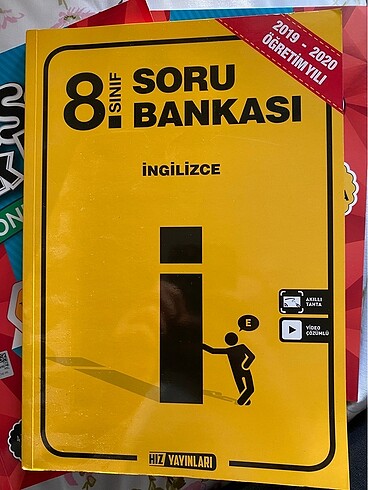 2019 - 2020
ÖĞRETİM YILI
8. SINIF
SORU
BANKASI
İNGİLİZCE
E
AKILLI
TAHTA
VİDEO
ÇÖZÜMLÜ
i
HIZ YAYINLARI